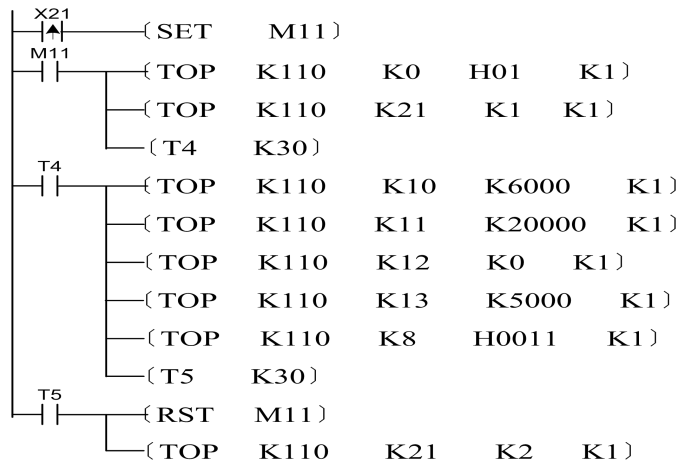 X21
〔SET M11〕
M11
〔TOP K110 K0 H01 K1〕
〔TOP K110 K21 K1 K1〕
〔T4 K30〕
T4
〔TOP K110 K10 K6000 K1〕
〔TOP K110 K11 K20000 K1〕
〔TOP K110 K12 K0 K1〕
〔TOP K110 K13 K5000 K1〕
〔TOP K110 K8 H0011 K1〕
〔T5 K30〕
T5
〔RST M11〕
〔TOP K110 K21 K2 K1〕